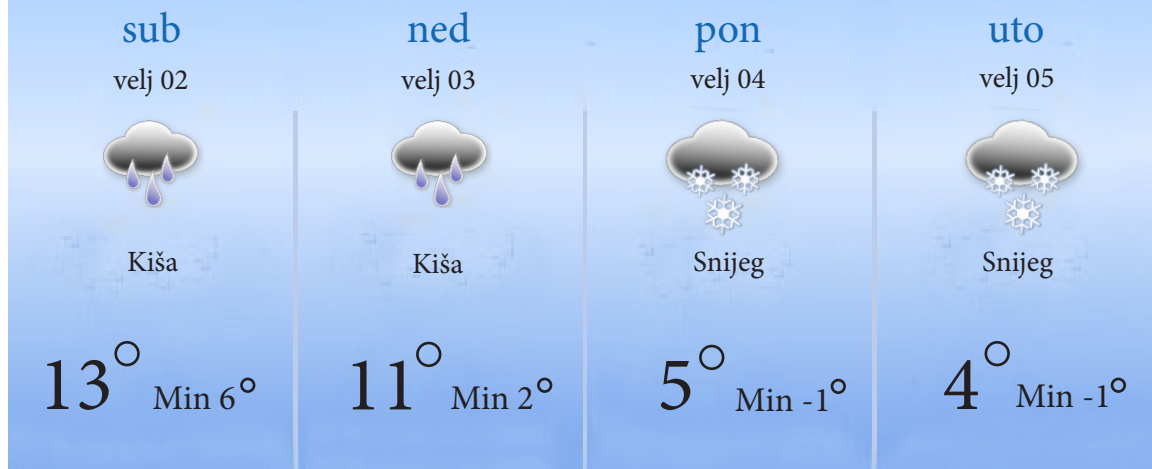 sub
velj 02
Kiša
13° Min 6°
ned
velj 03
Kiša
11° Min 2°
pon
velj 04
Snijeg
5° Min -1°
uto
velj 05
Snijeg
4° Min -1°